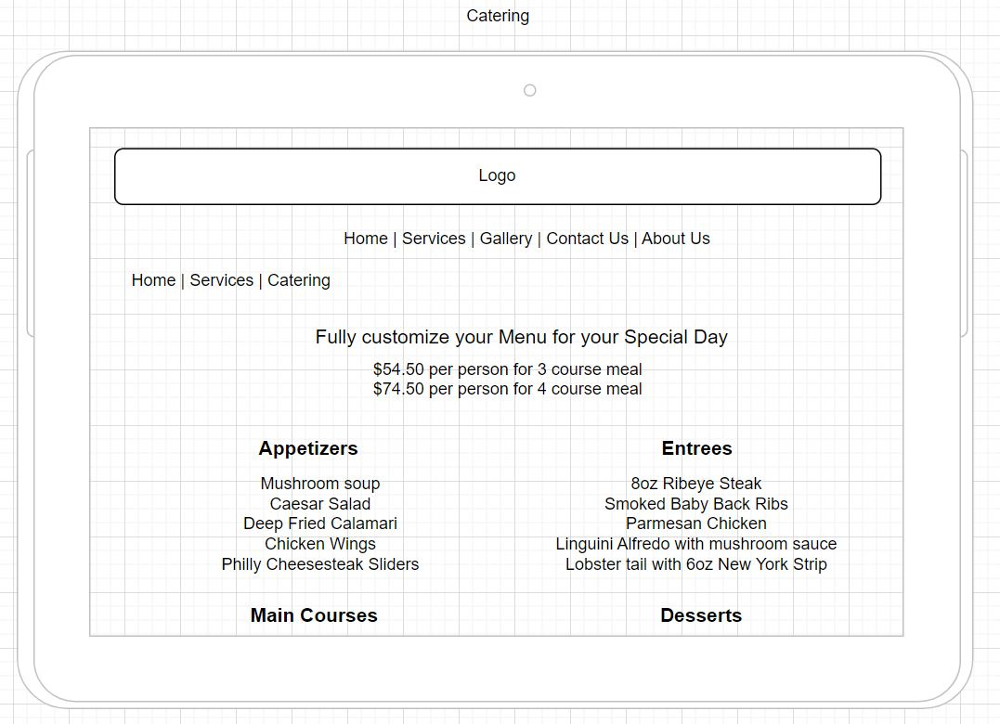 Catering
Logo
Home | Services | Gallery | Contact Us | About Us
Home | Services | Catering
Fully customize your Menu for your Special Day
$54.50 per person for 3 course meal
$74.50 per person for 4 course meal
Appetizers
Mushroom soup
Caesar Salad
Deep Fried Calamari
Chicken Wings
Philly Cheesesteak Sliders
Entrees
8oz Ribeye Steak
Smoked Baby Back Ribs
Parmesan Chicken
Linguini Alfredo with mushroom sauce
Lobster tail with 6oz New York Strip
Main Courses
Desserts